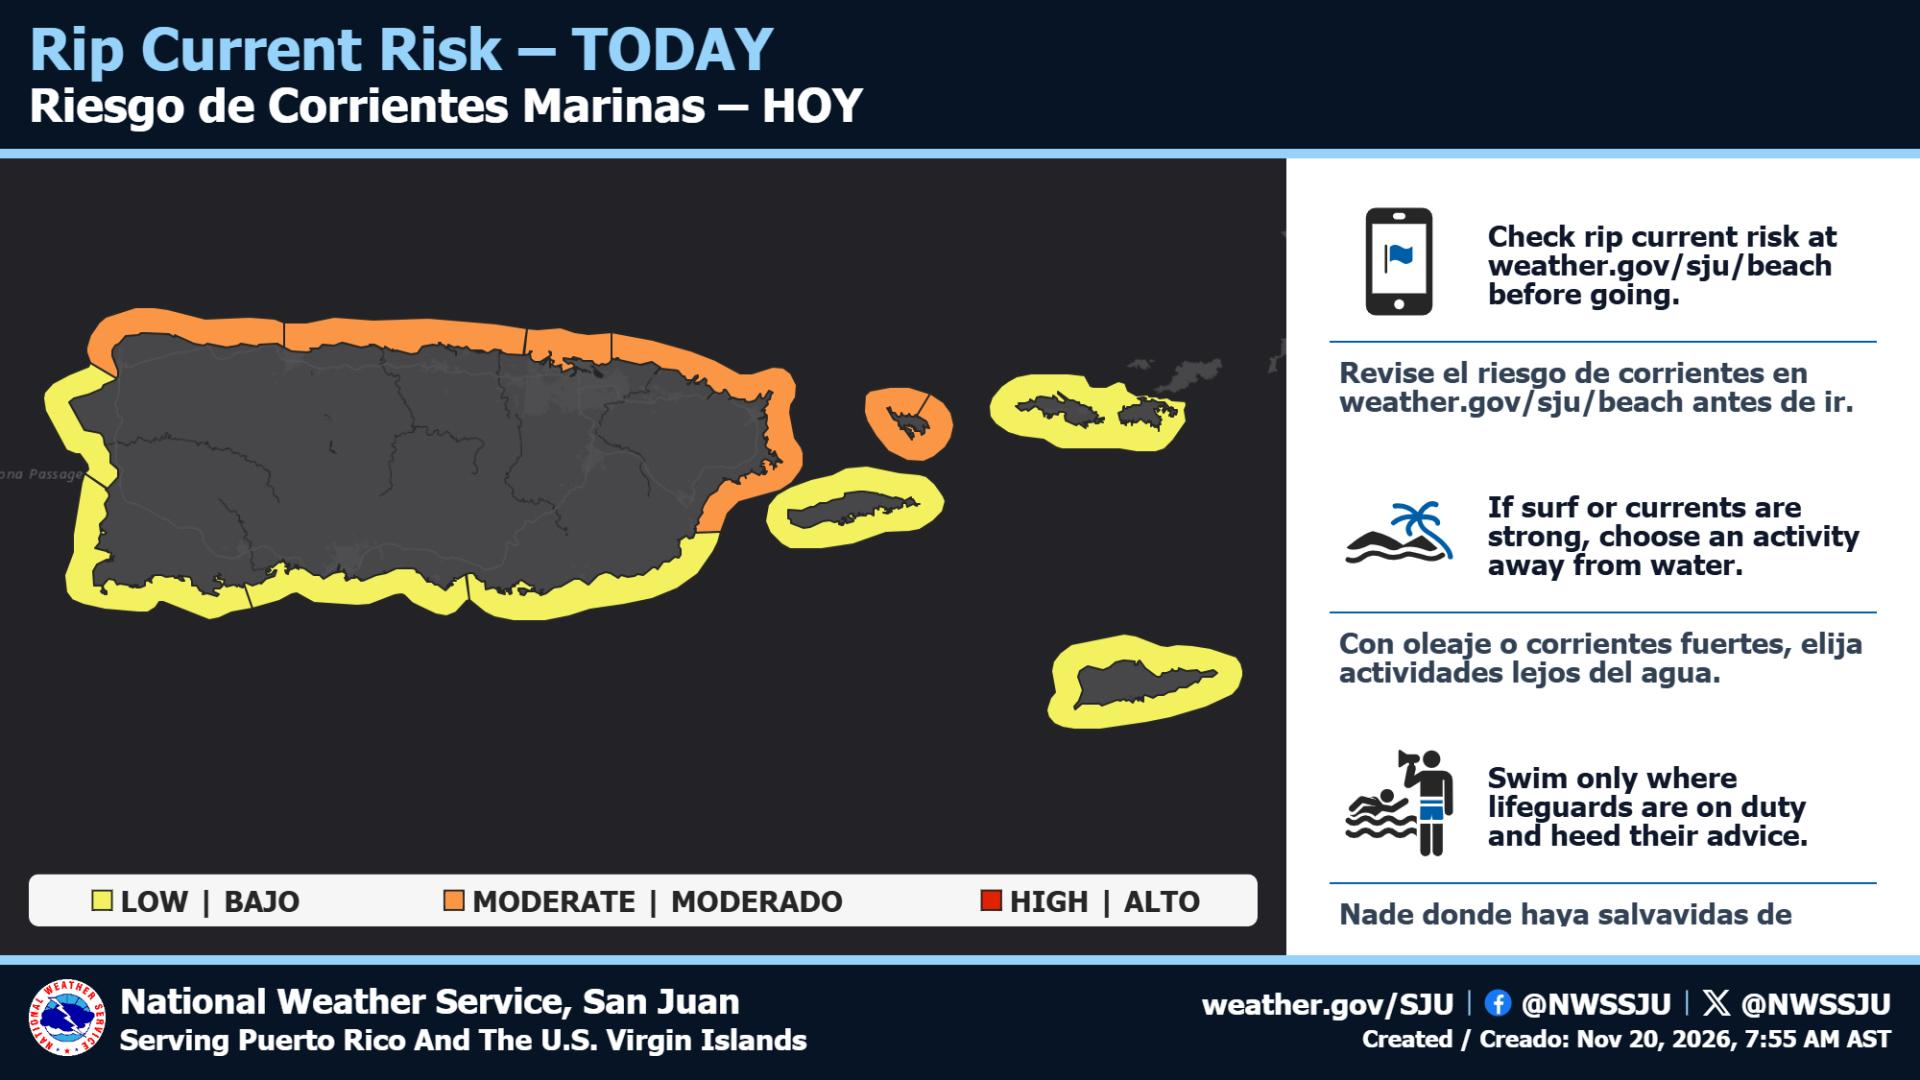 Rip Current Risk – TODAY
Riesgo de Corrientes Marinas – HOY
ona Passage
LOW | BAJO
MODERATE | MODERADO
HIGH | ALTO
Check rip current risk at
weather.gov/sju/beach
before going.
Revise el riesgo de corrientes en
weather.gov/sju/beach antes de ir.
If surf or currents are
strong, choose an activity
away from water.
Con oleaje o corrientes fuertes, elija
actividades lejos del agua.
Swim only where
lifeguards are on duty
and heed their advice.
Nade donde haya salvavidas de
NATIONAL WEATHER SERVICE
National Weather Service, San Juan
Serving Puerto Rico And The U.S. Virgin Islands
weather.gov/SJU | @NWSSJU | @NWSSJU
Created / Creado: Nov 20, 2026, 7:55 AM AST